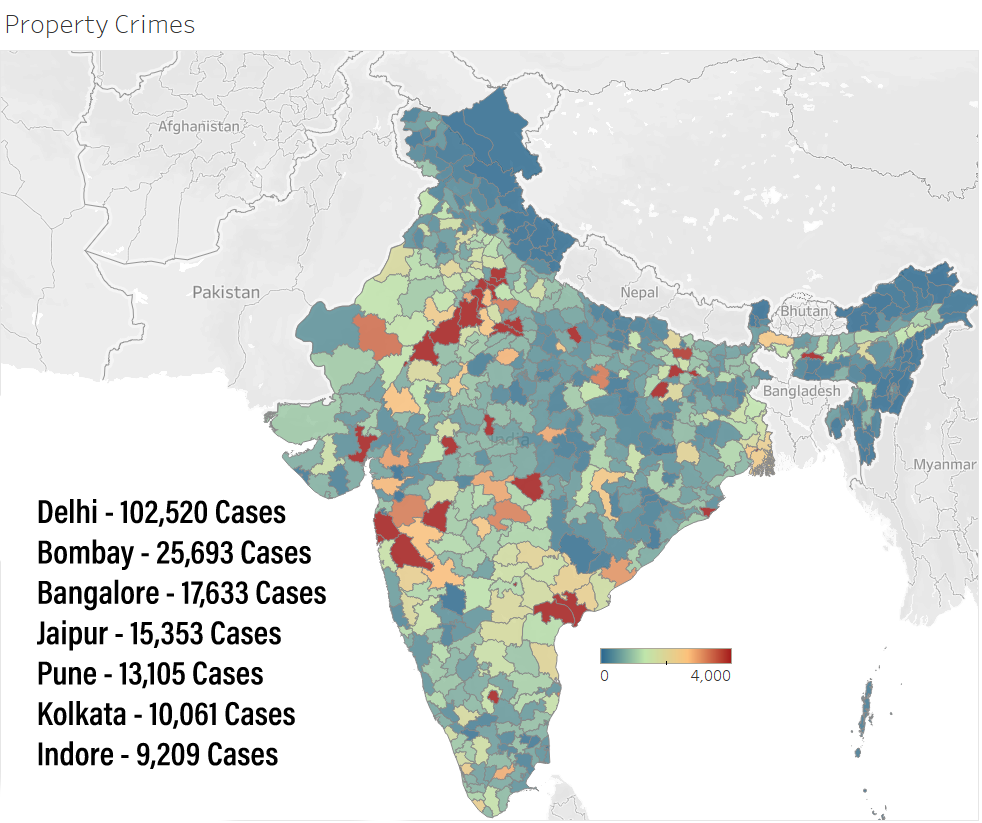 Property Crimes
Afghanistan
Pakistan
Nepal
Bhutan
Bangladesh
India
Myanmar
Delhi - 102,520 Cases
Bombay - 25,693 Cases
Bangalore - 17,633 Cases
Jaipur - 15,353 Cases
Pune - 13,105 Cases
Kolkata - 10,061 Cases
Indore - 9,209 Cases
0 4,000